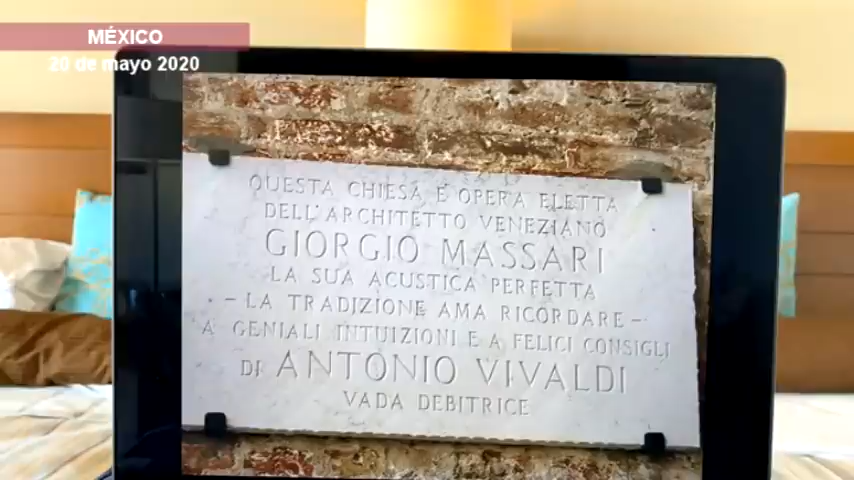 MÉXICO
20 de mayo 2020
QUESTA CHIESA È OPERA ELETTA
DELL'ARCHITETTO VENEZIANO
GIORGIO MASSARI
LA SUA ACUSTICA PERFETTA
– LA TRADIZIONE AMA RICORDARE –
A GENIALI INTUIZIONI E A FELICI CONSIGLI
DI ANTONIO VIVALDI
VADA DEBITRICE